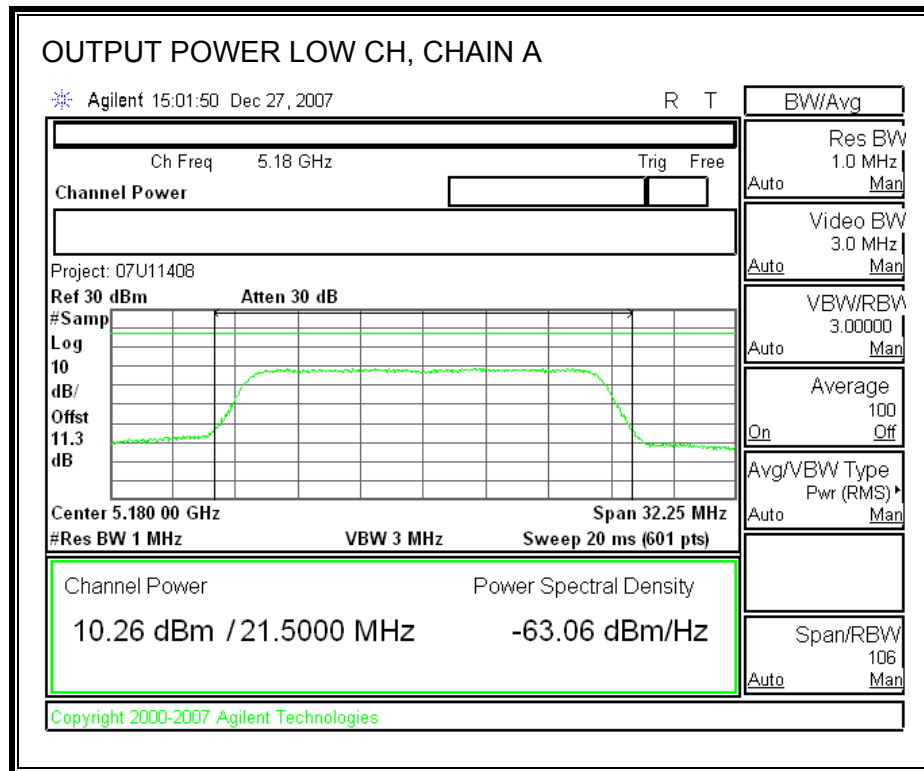 OUTPUT POWER LOW CH, CHAIN A
Agilent 15:01:50 Dec 27, 2007 R T
BW/Avg
Ch Freq 5.18 GHz Trig Free
Channel Power
Project: 07U11408
Ref 30 dBm Atten 30 dB
#Samp
Log
10
dB/
Offst
11.3
dB
Center 5.180 00 GHz Span 32.25 MHz
#Res BW 1 MHz VBW 3 MHz Sweep 20 ms (601 pts)
Channel Power Power Spectral Density
10.26 dBm / 21.5000 MHz -63.06 dBm/Hz
Res BW
1.0 MHz
Auto Man
Video BW
3.0 MHz
Auto Man
VBW/RBW
3.00000
Auto Man
Average
100
On Off
Avg/VBW Type
Pwr (RMS)
Auto Man
Span/RBW
106
Auto Man
Copyright 2000-2007 Agilent Technologies